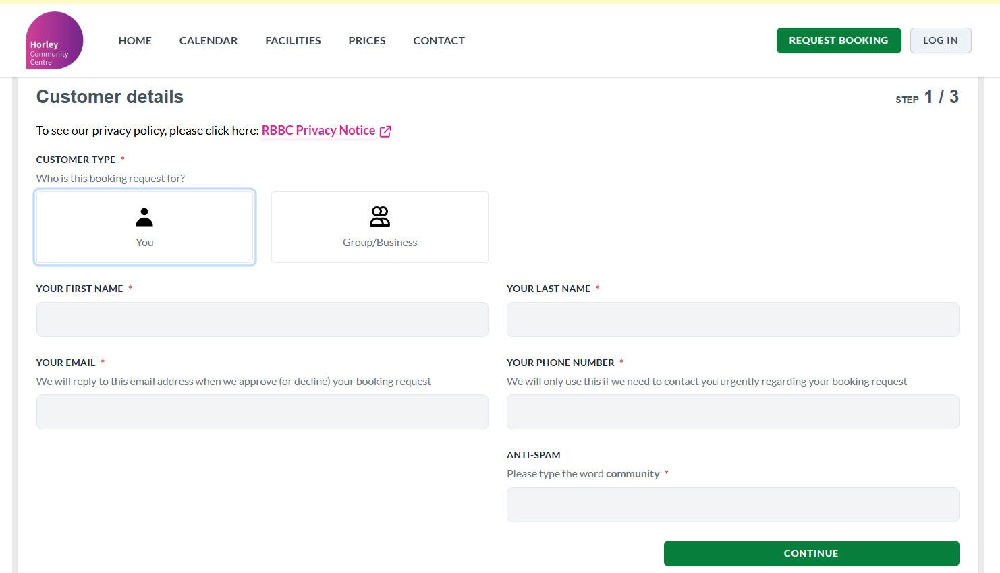 Horley
Community
Centre
HOME CALENDAR FACILITIES PRICES CONTACT
REQUEST BOOKING LOG IN
Customer details
STEP 1 / 3
To see our privacy policy, please click here: RBBC Privacy Notice
CUSTOMER TYPE *
Who is this booking request for?
You
Group/Business
YOUR FIRST NAME *
YOUR LAST NAME *
YOUR EMAIL *
We will reply to this email address when we approve (or decline) your booking request
YOUR PHONE NUMBER *
We will only use this if we need to contact you urgently regarding your booking request
ANTI-SPAM
Please type the word community *
CONTINUE